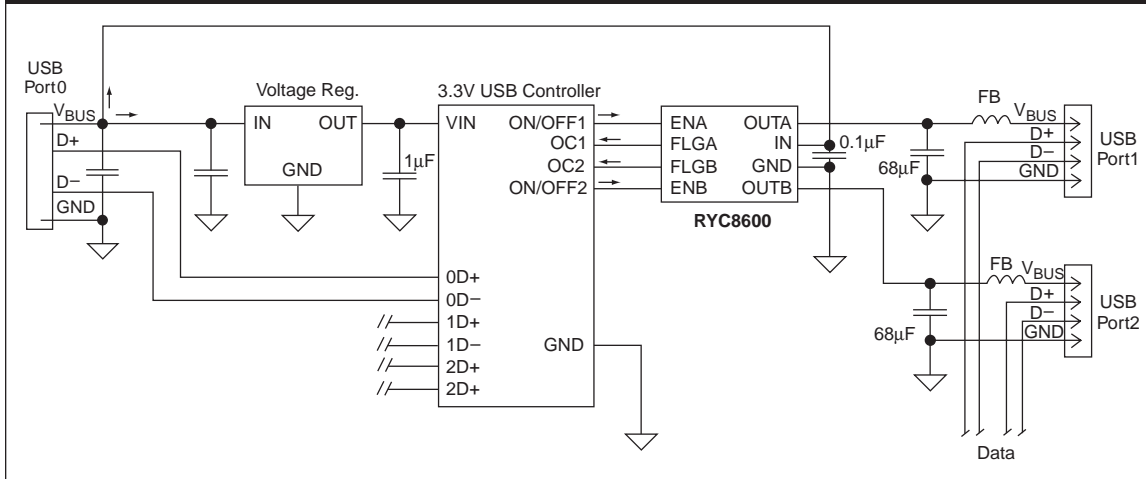 USB
Port0
VBUS
D+
D−
GND
Voltage Reg.
IN
OUT
GND
1μF
3.3V USB Controller
VIN
ON/OFF1
OC1
OC2
ON/OFF2
0D+
0D−
1D+
1D−
2D+
2D+
GND
ENA
FLGA
FLGB
ENB
OUTA
IN
GND
OUTB
RYC8600
0.1μF
68μF
FB
VBUS
D+
D−
GND
USB
Port1
68μF
FB
VBUS
D+
D−
GND
USB
Port2
Data